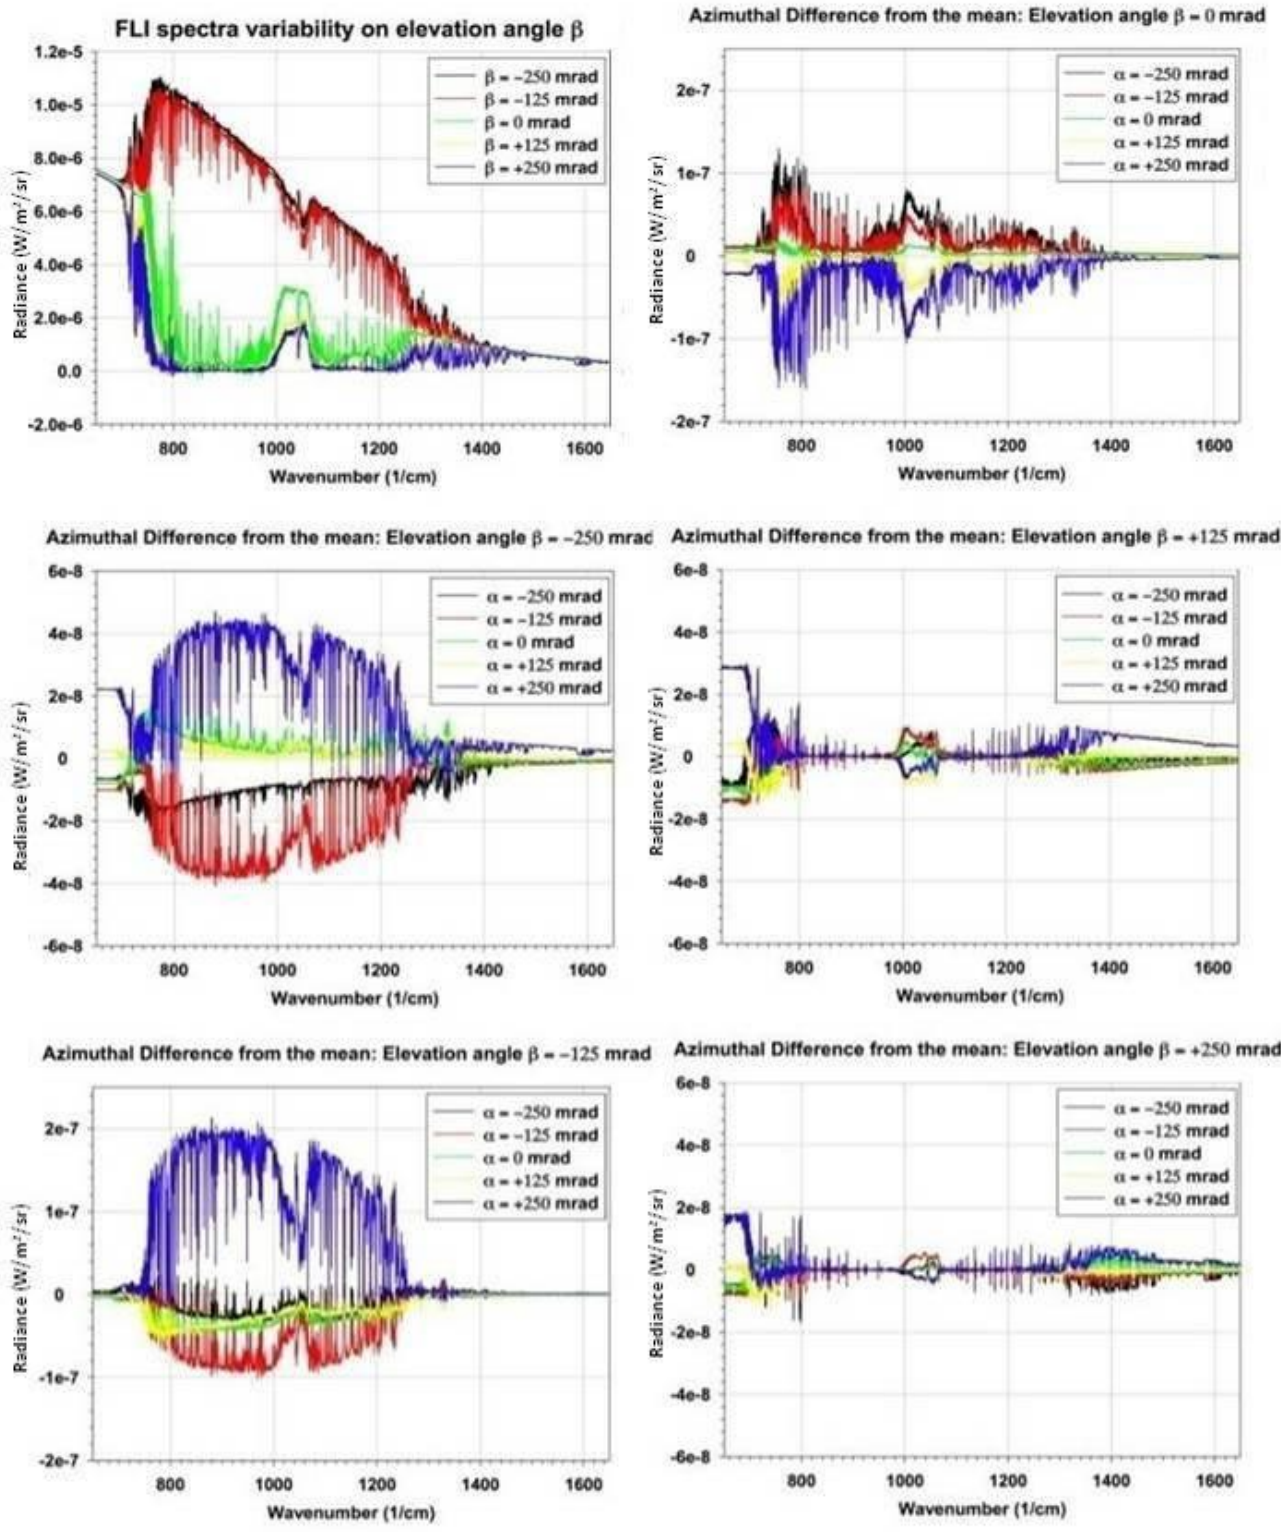 FLI spectra variability on elevation angle β
1.2e-5
1.0e-5
8.0e-6
6.0e-6
4.0e-6
2.0e-6
0.0
-2.0e-6
Radiance (W/m²/sr)
β = −250 mrad
β = −125 mrad
β = 0 mrad
β = +125 mrad
β = +250 mrad
800 1000 1200 1400 1600
Wavenumber (1/cm)
Azimuthal Difference from the mean: Elevation angle β = 0 mrad
2e-7
1e-7
0
-1e-7
-2e-7
Radiance (W/m²/sr)
α = −250 mrad
α = −125 mrad
α = 0 mrad
α = +125 mrad
α = +250 mrad
800 1000 1200 1400 1600
Wavenumber (1/cm)
Azimuthal Difference from the mean: Elevation angle β = −250 mrad
6e-8
4e-8
2e-8
0
-2e-8
-4e-8
-6e-8
Radiance (W/m²/sr)
α = −250 mrad
α = −125 mrad
α = 0 mrad
α = +125 mrad
α = +250 mrad
800 1000 1200 1400 1600
Wavenumber (1/cm)
Azimuthal Difference from the mean: Elevation angle β = +125 mrad
6e-8
4e-8
2e-8
0
-2e-8
-4e-8
-6e-8
Radiance (W/m²/sr)
α = −250 mrad
α = −125 mrad
α = 0 mrad
α = +125 mrad
α = +250 mrad
800 1000 1200 1400 1600
Wavenumber (1/cm)
Azimuthal Difference from the mean: Elevation angle β = −125 mrad
2e-7
1e-7
0
-1e-7
-2e-7
Radiance (W/m²/sr)
α = −250 mrad
α = −125 mrad
α = 0 mrad
α = +125 mrad
α = +250 mrad
800 1000 1200 1400 1600
Wavenumber (1/cm)
Azimuthal Difference from the mean: Elevation angle β = +250 mrad
6e-8
4e-8
2e-8
0
-2e-8
-4e-8
-6e-8
Radiance (W/m²/sr)
α = −250 mrad
α = −125 mrad
α = 0 mrad
α = +125 mrad
α = +250 mrad
800 1000 1200 1400 1600
Wavenumber (1/cm)